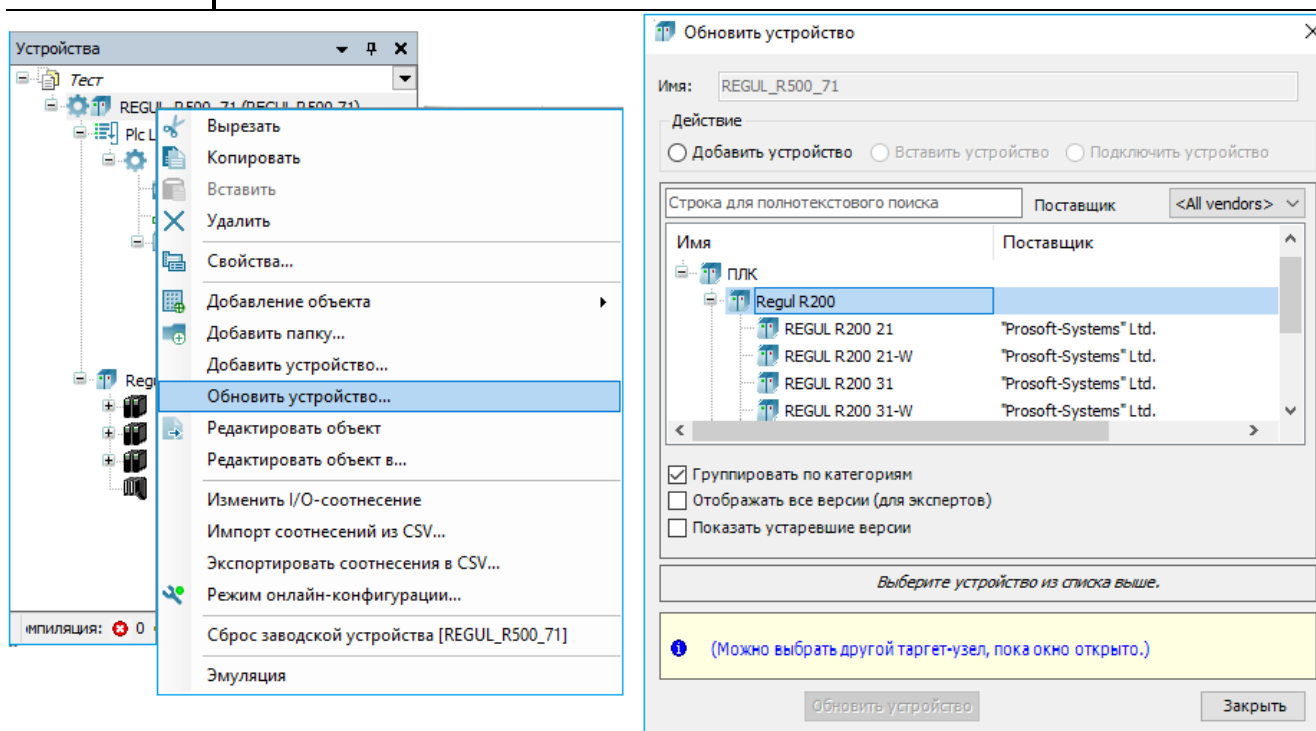 Устройства
Тест
REGUL_R500_71 (REGUL R500 71)
Plc L
Regu
Вырезать
Копировать
Вставить
Удалить
Свойства...
Добавление объекта
Добавить папку...
Добавить устройство...
Обновить устройство...
Редактировать объект
Редактировать объект в...
Изменить I/O-соотнесение
Импорт соотнесений из CSV...
Экспортировать соотнесения в CSV...
Режим онлайн-конфигурации...
Сброс заводской устройства [REGUL_R500_71]
Эмуляция
мпиляция: 0
Обновить устройство
Имя: REGUL_R500_71
Действие
Добавить устройство Вставить устройство Подключить устройство
Строка для полнотекстового поиска Поставщик <All vendors>
Имя Поставщик
ПЛК
Regul R200
REGUL R200 21 "Prosoft-Systems" Ltd.
REGUL R200 21-W "Prosoft-Systems" Ltd.
REGUL R200 31 "Prosoft-Systems" Ltd.
REGUL R200 31-W "Prosoft-Systems" Ltd.
Группировать по категориям
Отображать все версии (для экспертов)
Показать устаревшие версии
Выберите устройство из списка выше.
(Можно выбрать другой таргет-узел, пока окно открыто.)
Обновить устройство Закрыть